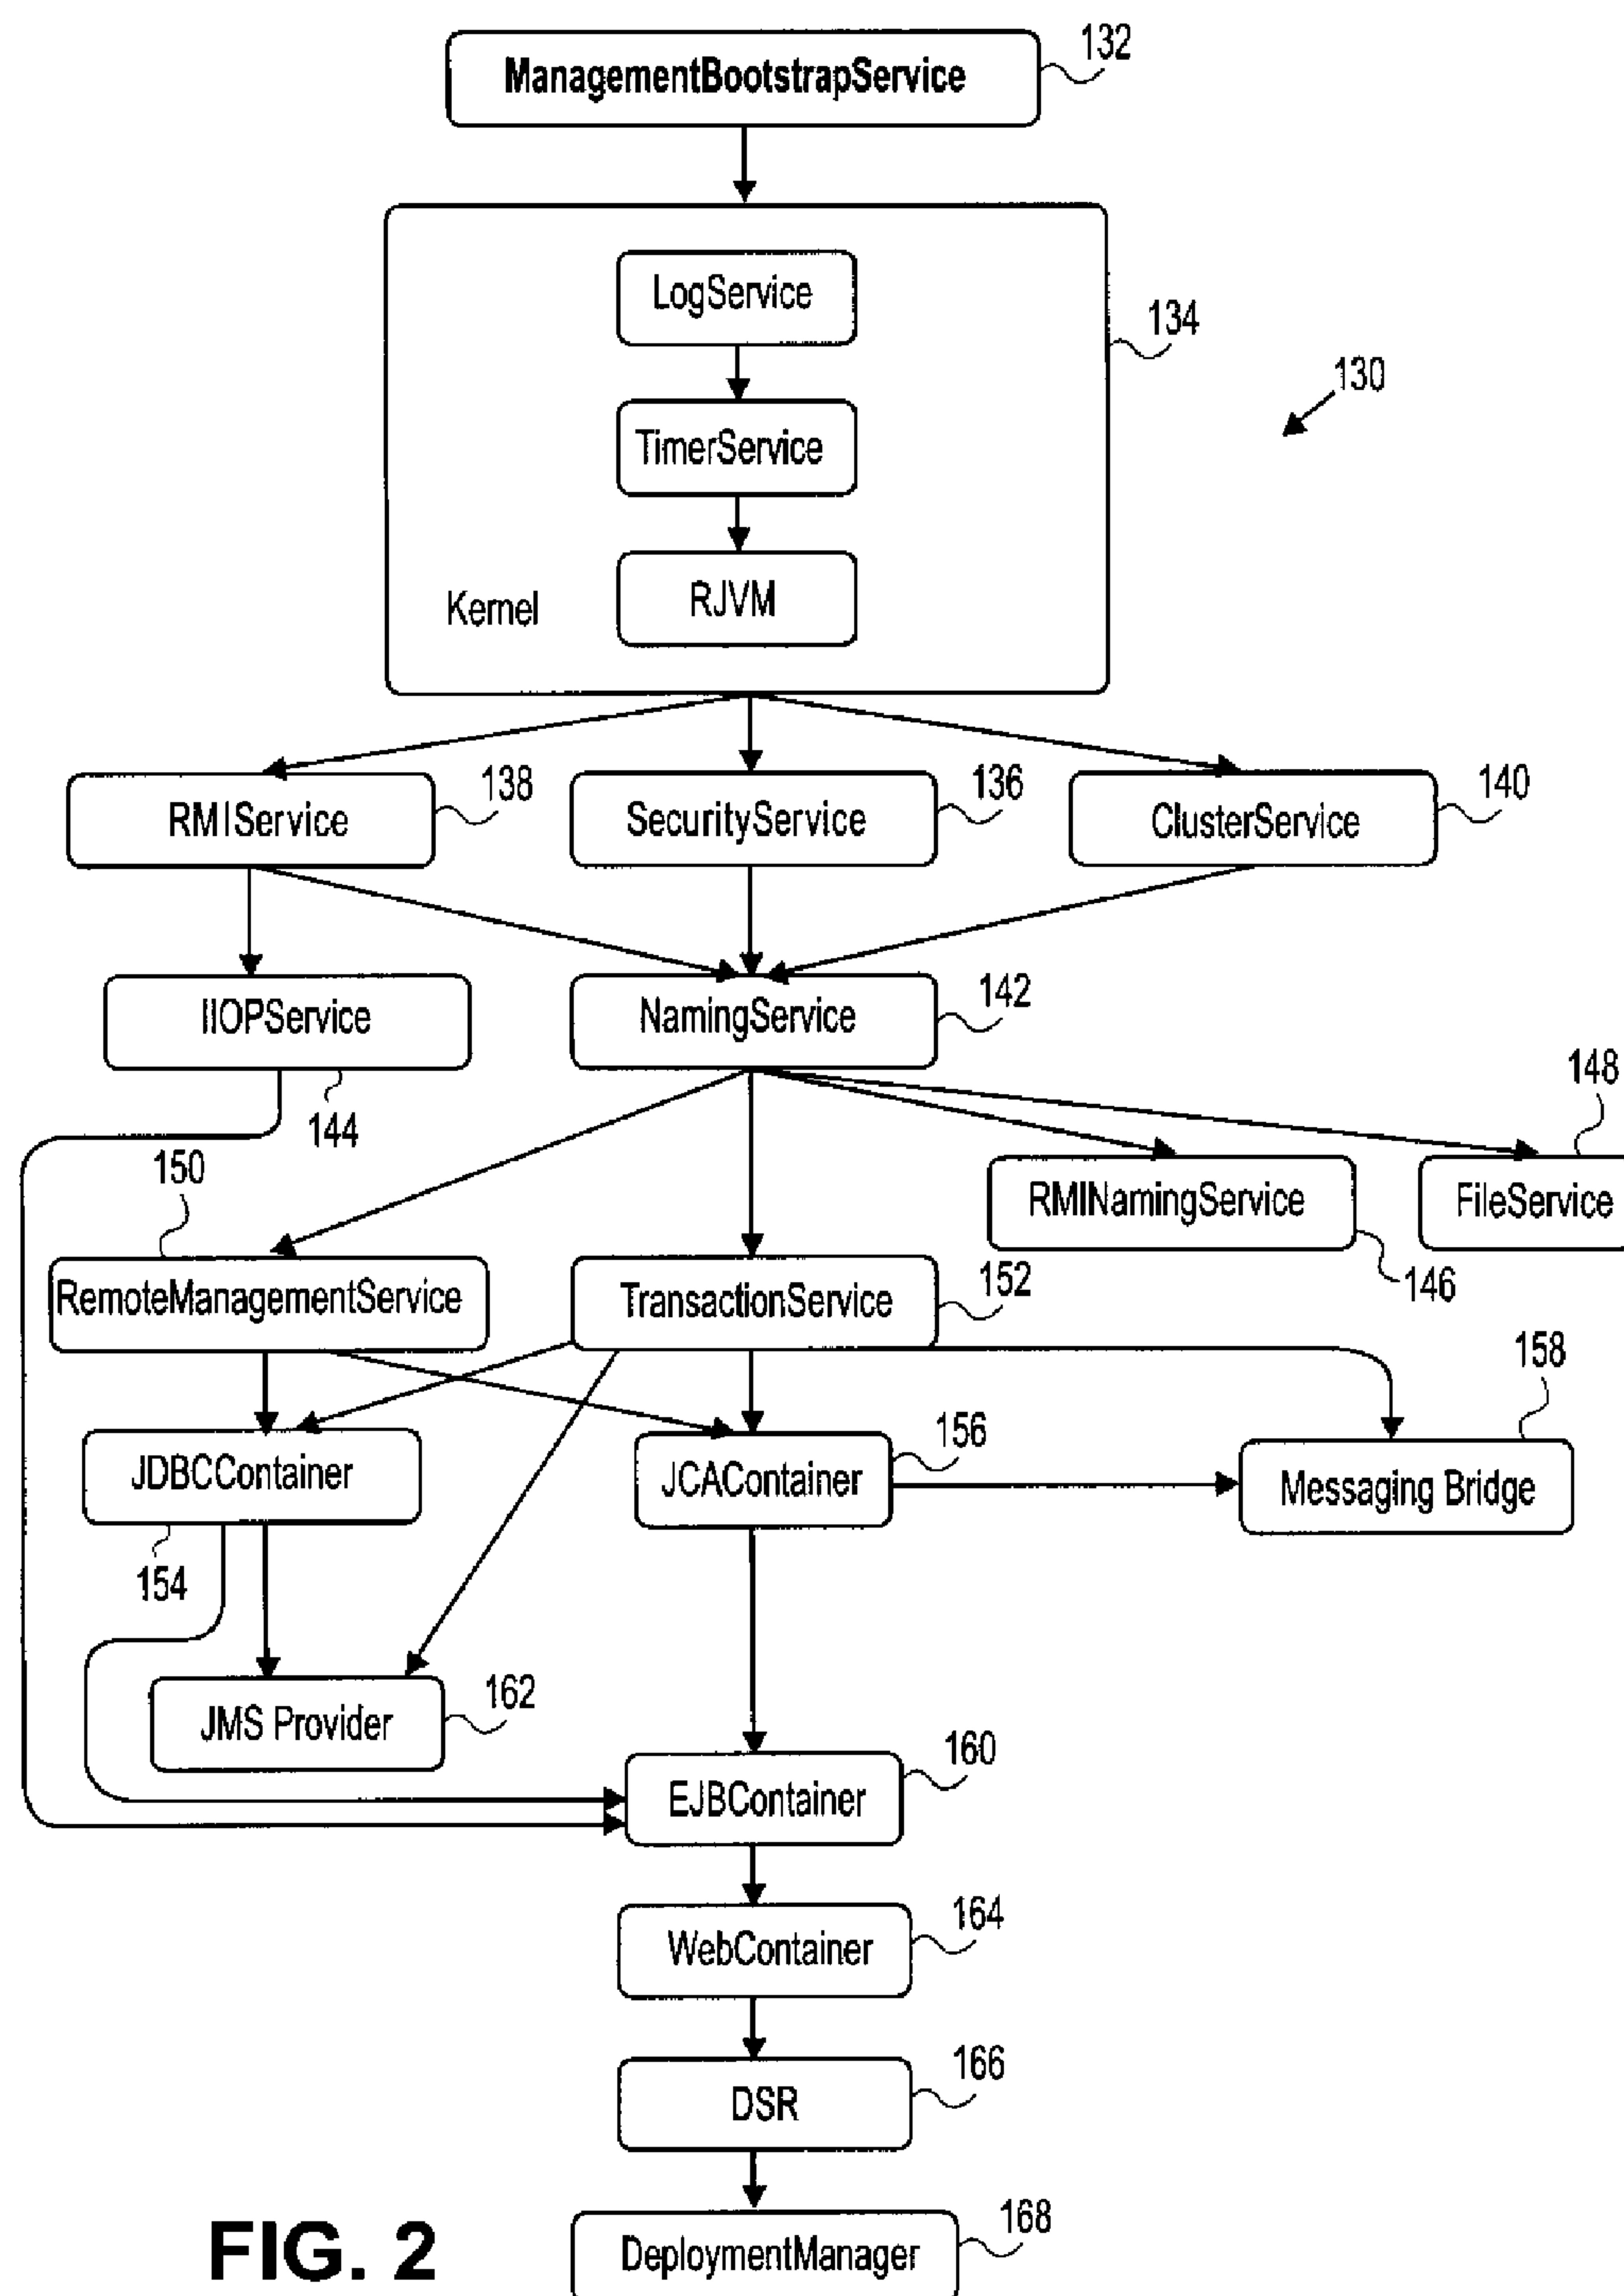 ManagementBootstrapService
132
LogService
134
130
TimerService
RJVM
Kernel
RMIService
138
SecurityService
136
ClusterService
140
IIOPService
144
NamingService
142
148
150
RMINamingService
146
FileService
RemoteManagementService
TransactionService
152
158
JDBCContainer
154
JCAContainer
156
Messaging Bridge
JMS Provider
162
EJBContainer
160
WebContainer
164
DSR
166
DeploymentManager
168
FIG. 2